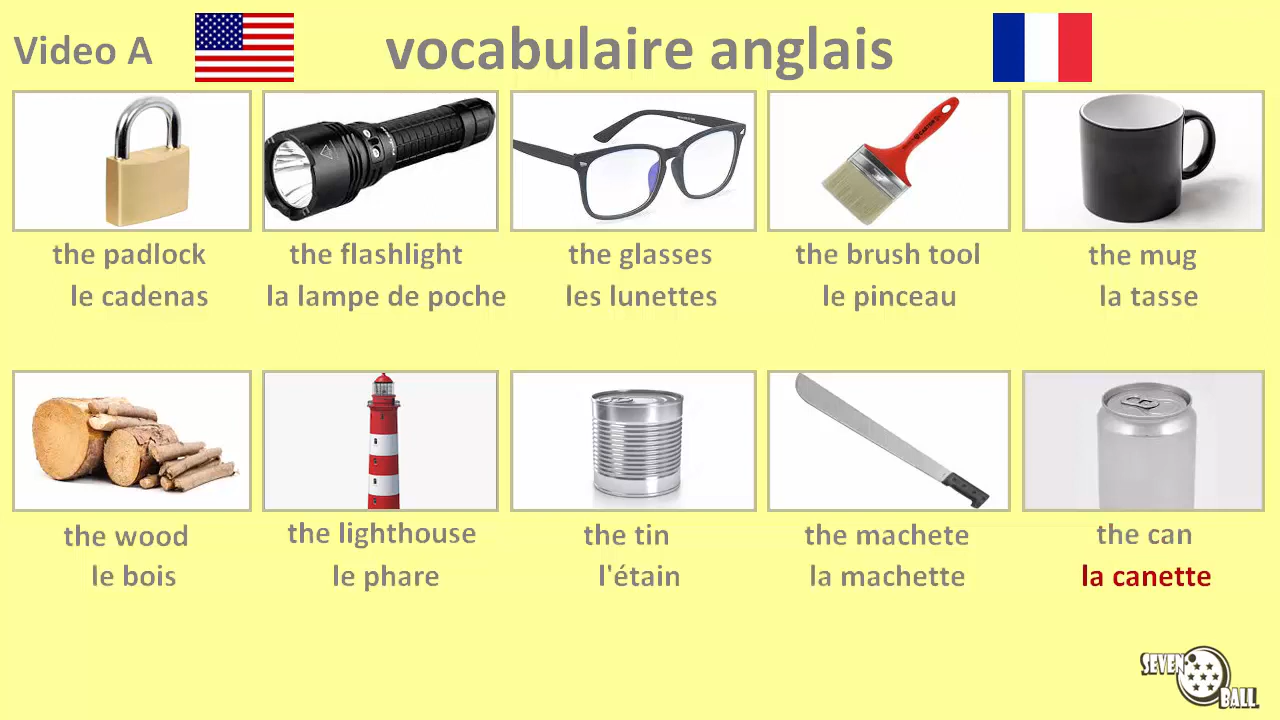 Video A
vocabulaire anglais
the padlock
the flashlight
the glasses
the brush tool
the mug
le cadenas
la lampe de poche
les lunettes
le pinceau
la tasse
the wood
the lighthouse
the tin
the machete
the can
le bois
le phare
l'étain
la machette
la canette
SEVEN
BALL